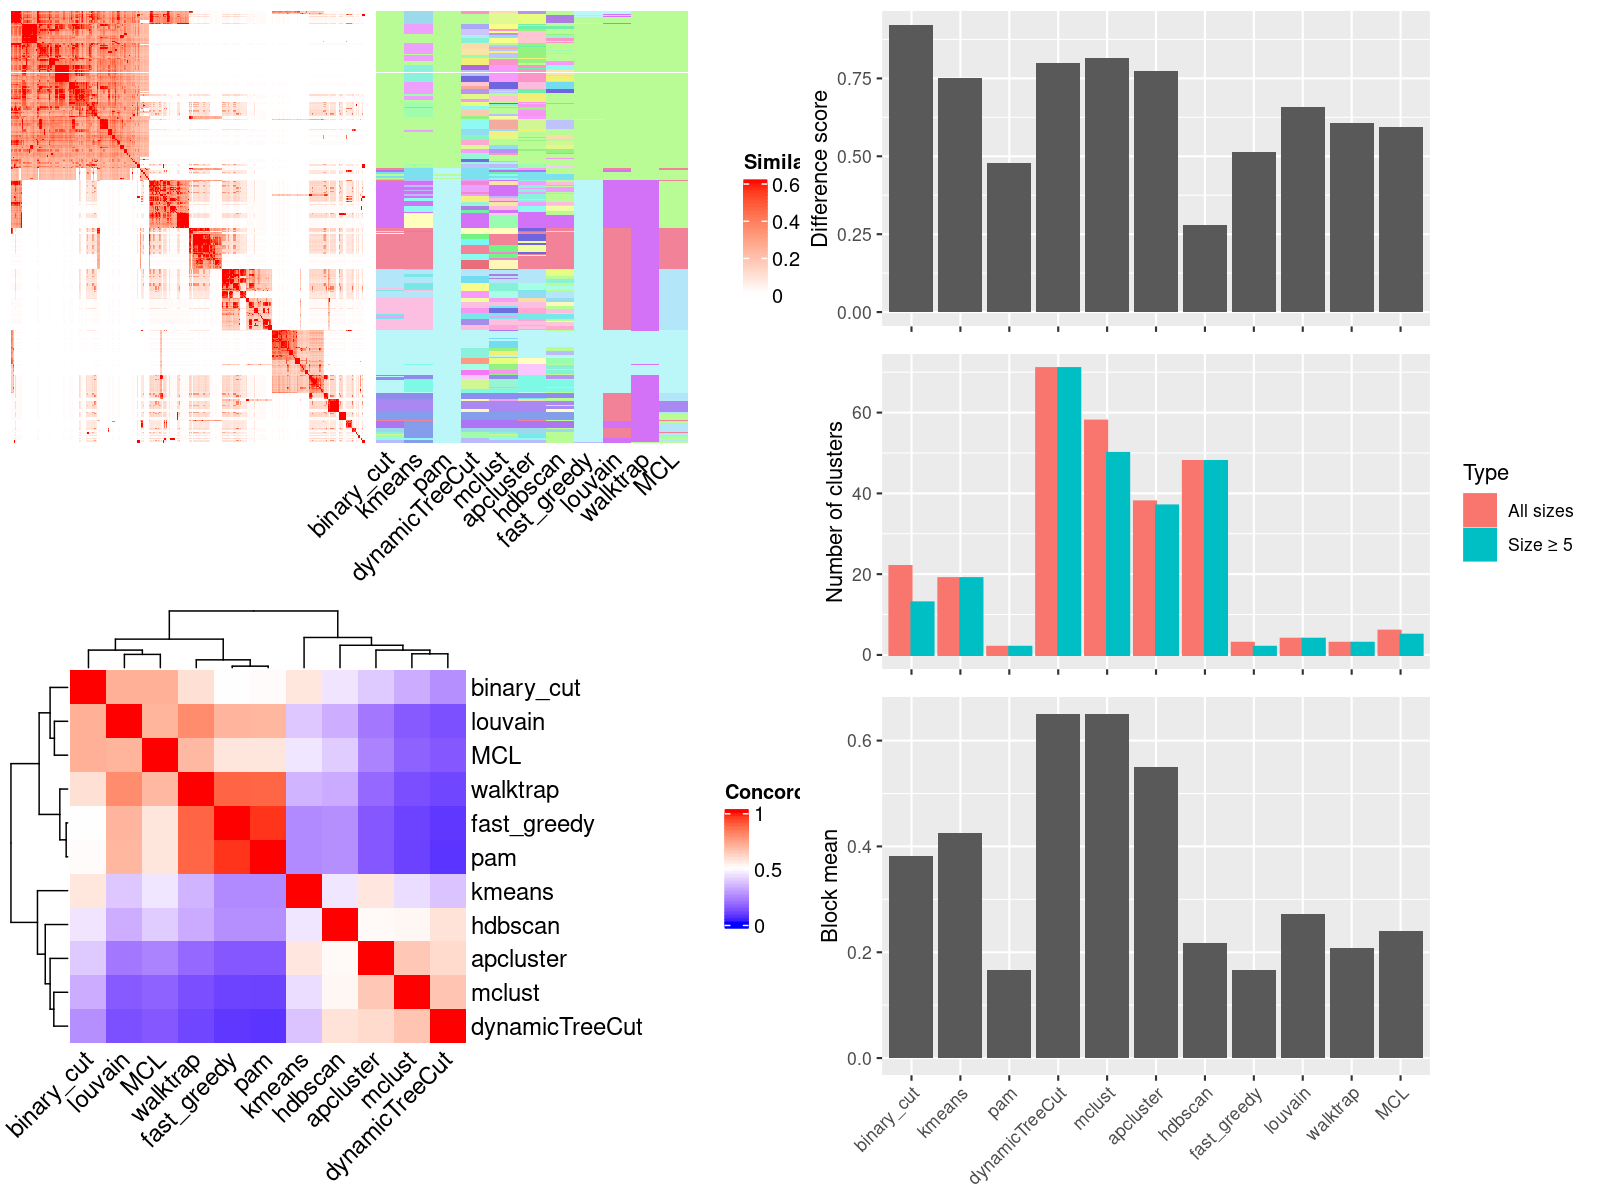 Simila
0.6
0.4
0.2
0
binary_cut
kmeans
pam
dynamicTreeCut
mclust
apcluster
hdbscan
fast_greedy
louvain
walktrap
MCL
Difference score
0.75
0.50
0.25
0.00
Number of clusters
60
40
20
0
Type
All sizes
Size ≥ 5
binary_cut
louvain
MCL
walktrap
fast_greedy
pam
kmeans
hdbscan
apcluster
mclust
dynamicTreeCut
binary_cut
louvain
MCL
walktrap
fast_greedy
pam
kmeans
hdbscan
apcluster
mclust
dynamicTreeCut
Concord
1
0.5
0
Block mean
0.6
0.4
0.2
0.0
binary_cut
kmeans
pam
dynamicTreeCut
mclust
apcluster
hdbscan
fast_greedy
louvain
walktrap
MCL